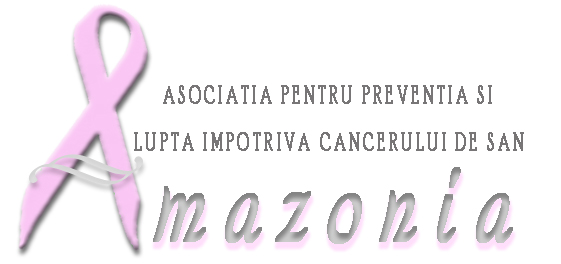 ASOCIATIA PENTRU PREVENTIA SI
LUPTA IMPOTRIVA CANCERULUI DE SAN
Amazonia